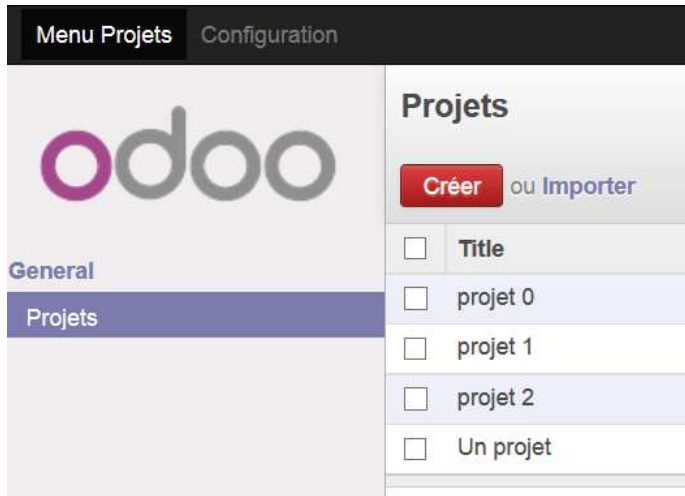 Menu Projets Configuration
odoo
General
Projets
Projets
Créer ou Importer
Title
projet 0
projet 1
projet 2
Un projet